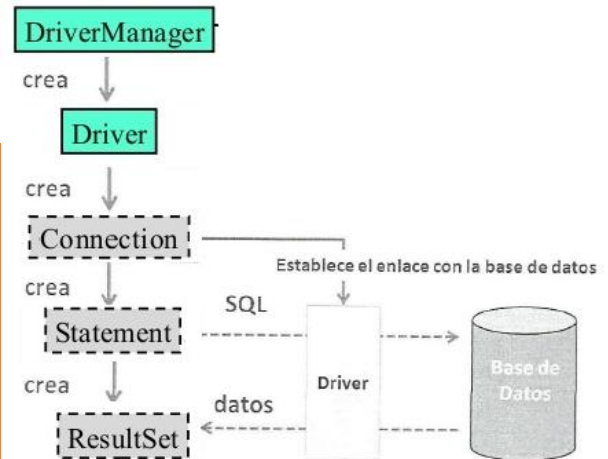 DriverManager
crea
Driver
crea
Connection
Establece el enlace con la base de datos
crea
SQL
Statement
Driver
Base de
Datos
crea
datos
ResultSet